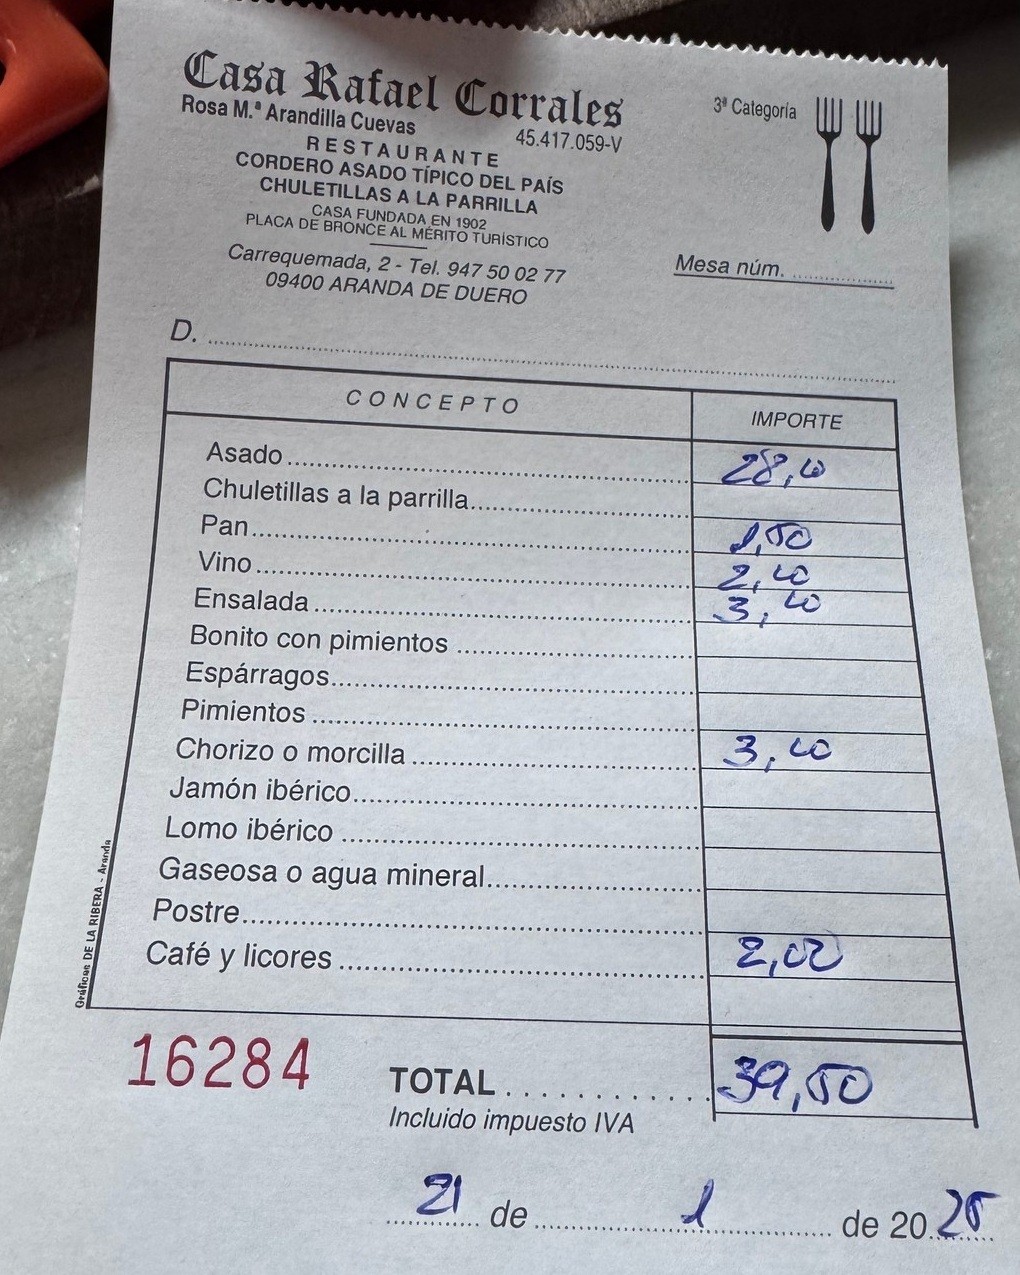 Casa Rafael Corrales
Rosa M.ª Arandilla Cuevas
45.417.059-V
3ª Categoría
RESTAURANTE
CORDERO ASADO TÍPICO DEL PAÍS
CHULETILLAS A LA PARRILLA
CASA FUNDADA EN 1902
PLACA DE BRONCE AL MÉRITO TURÍSTICO
Carrequemada, 2 - Tel. 947 50 02 77
09400 ARANDA DE DUERO
Mesa núm. ..............
D. ..............
CONCEPTO IMPORTE
Asado .............. 28,00
Chuletillas a la parrilla..............
Pan.............. 1,50
Vino .............. 2,00
Ensalada .............. 3,00
Bonito con pimientos ..............
Espárragos..............
Pimientos ..............
Chorizo o morcilla .............. 3,00
Jamón ibérico..............
Lomo ibérico ..............
Gaseosa o agua mineral..............
Postre..............
Café y licores .............. 2,00
Gráficas DE LA RIBERA - Aranda
16284
TOTAL .............. 39,50
Incluido impuesto IVA
21 de 1 de 2025